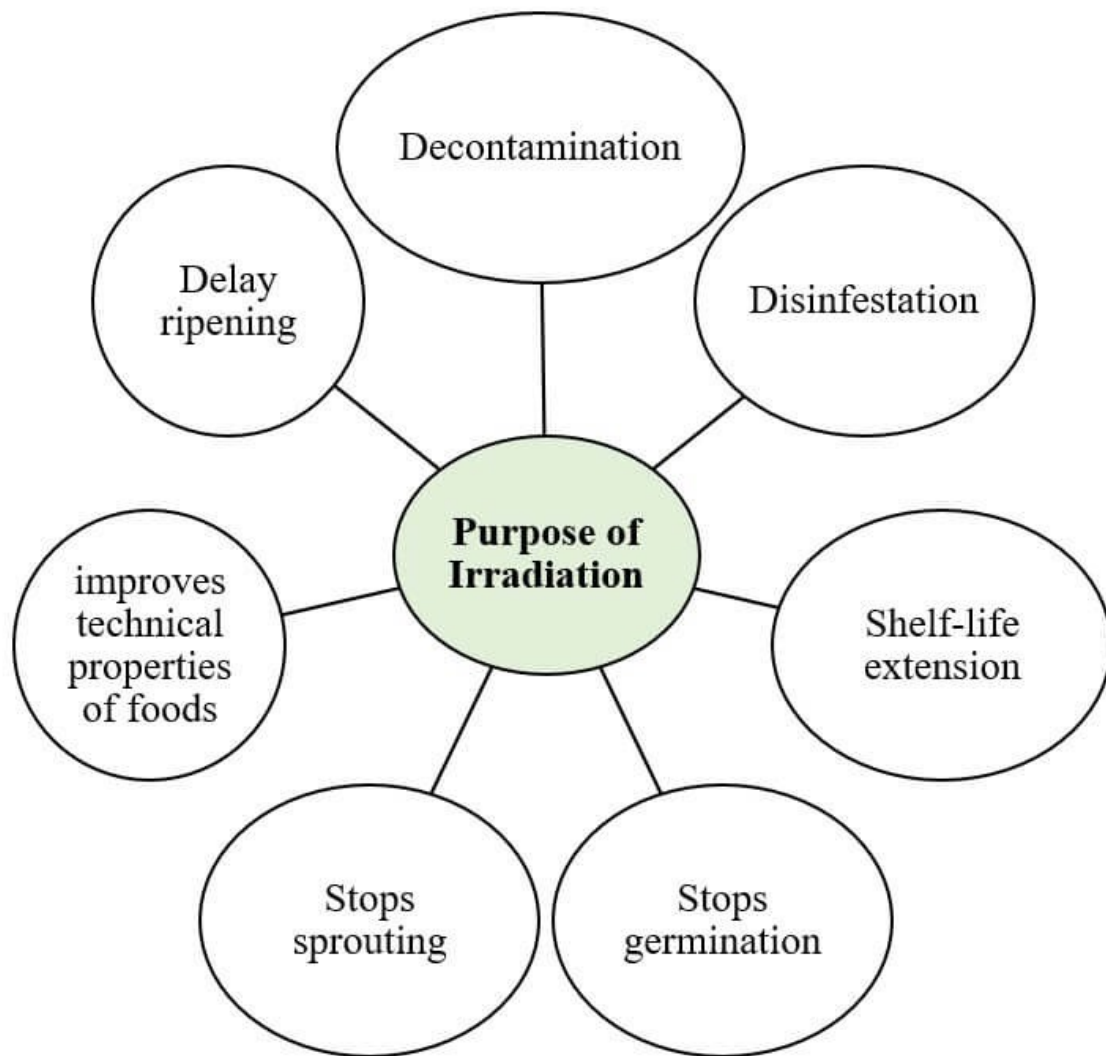 Decontamination
Disinfestation
Delay
ripening
Purpose of
Irradiation
improves
technical
properties
of foods
Shelf-life
extension
Stops
sprouting
Stops
germination